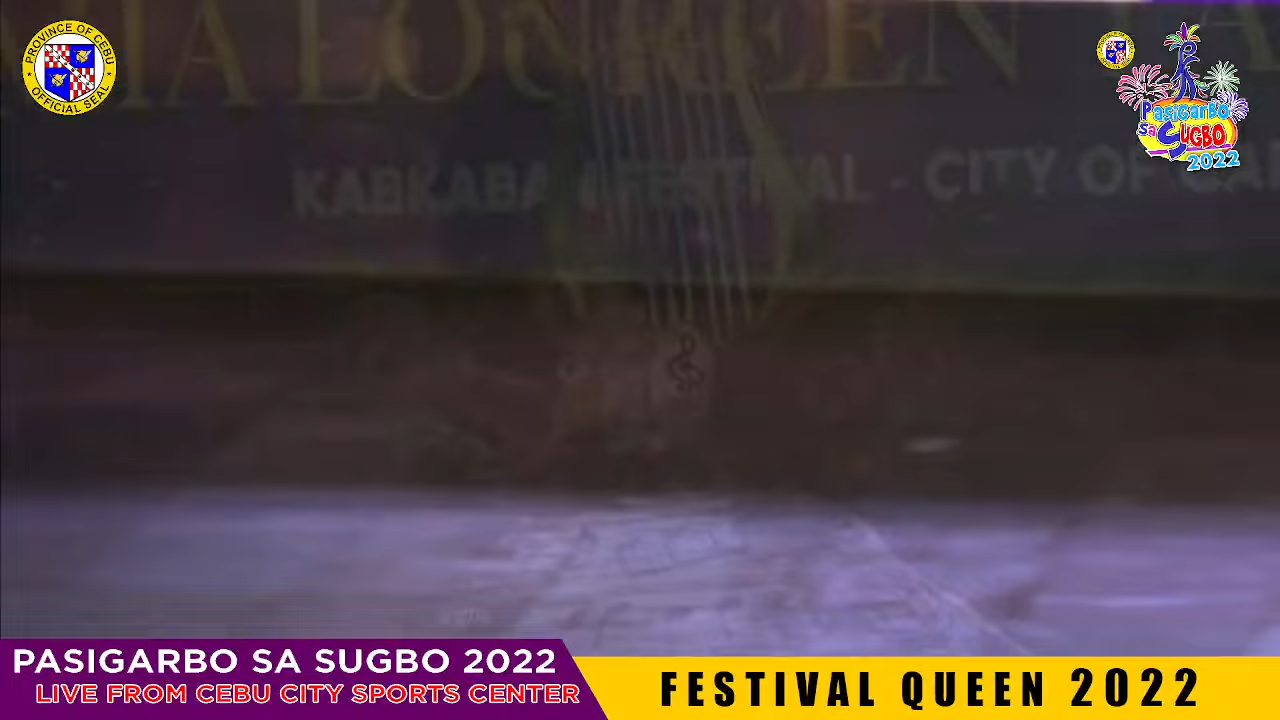 PROVINCE OF CEBU
OFFICIAL SEAL
Pasigarbo
sa SUGBO
2022
KABKABAN FESTIVAL - CITY OF
PASIGARBO SA SUGBO 2022
LIVE FROM CEBU CITY SPORTS CENTER
FESTIVAL QUEEN 2022